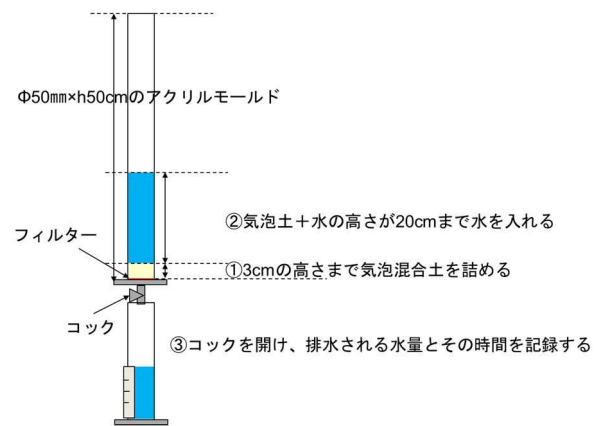 Φ50㎜×h50cmのアクリルモールド
②気泡土＋水の高さが20cmまで水を入れる
フィルター
①3cmの高さまで気泡混合土を詰める
コック
③コックを開け、排水される水量とその時間を記録する